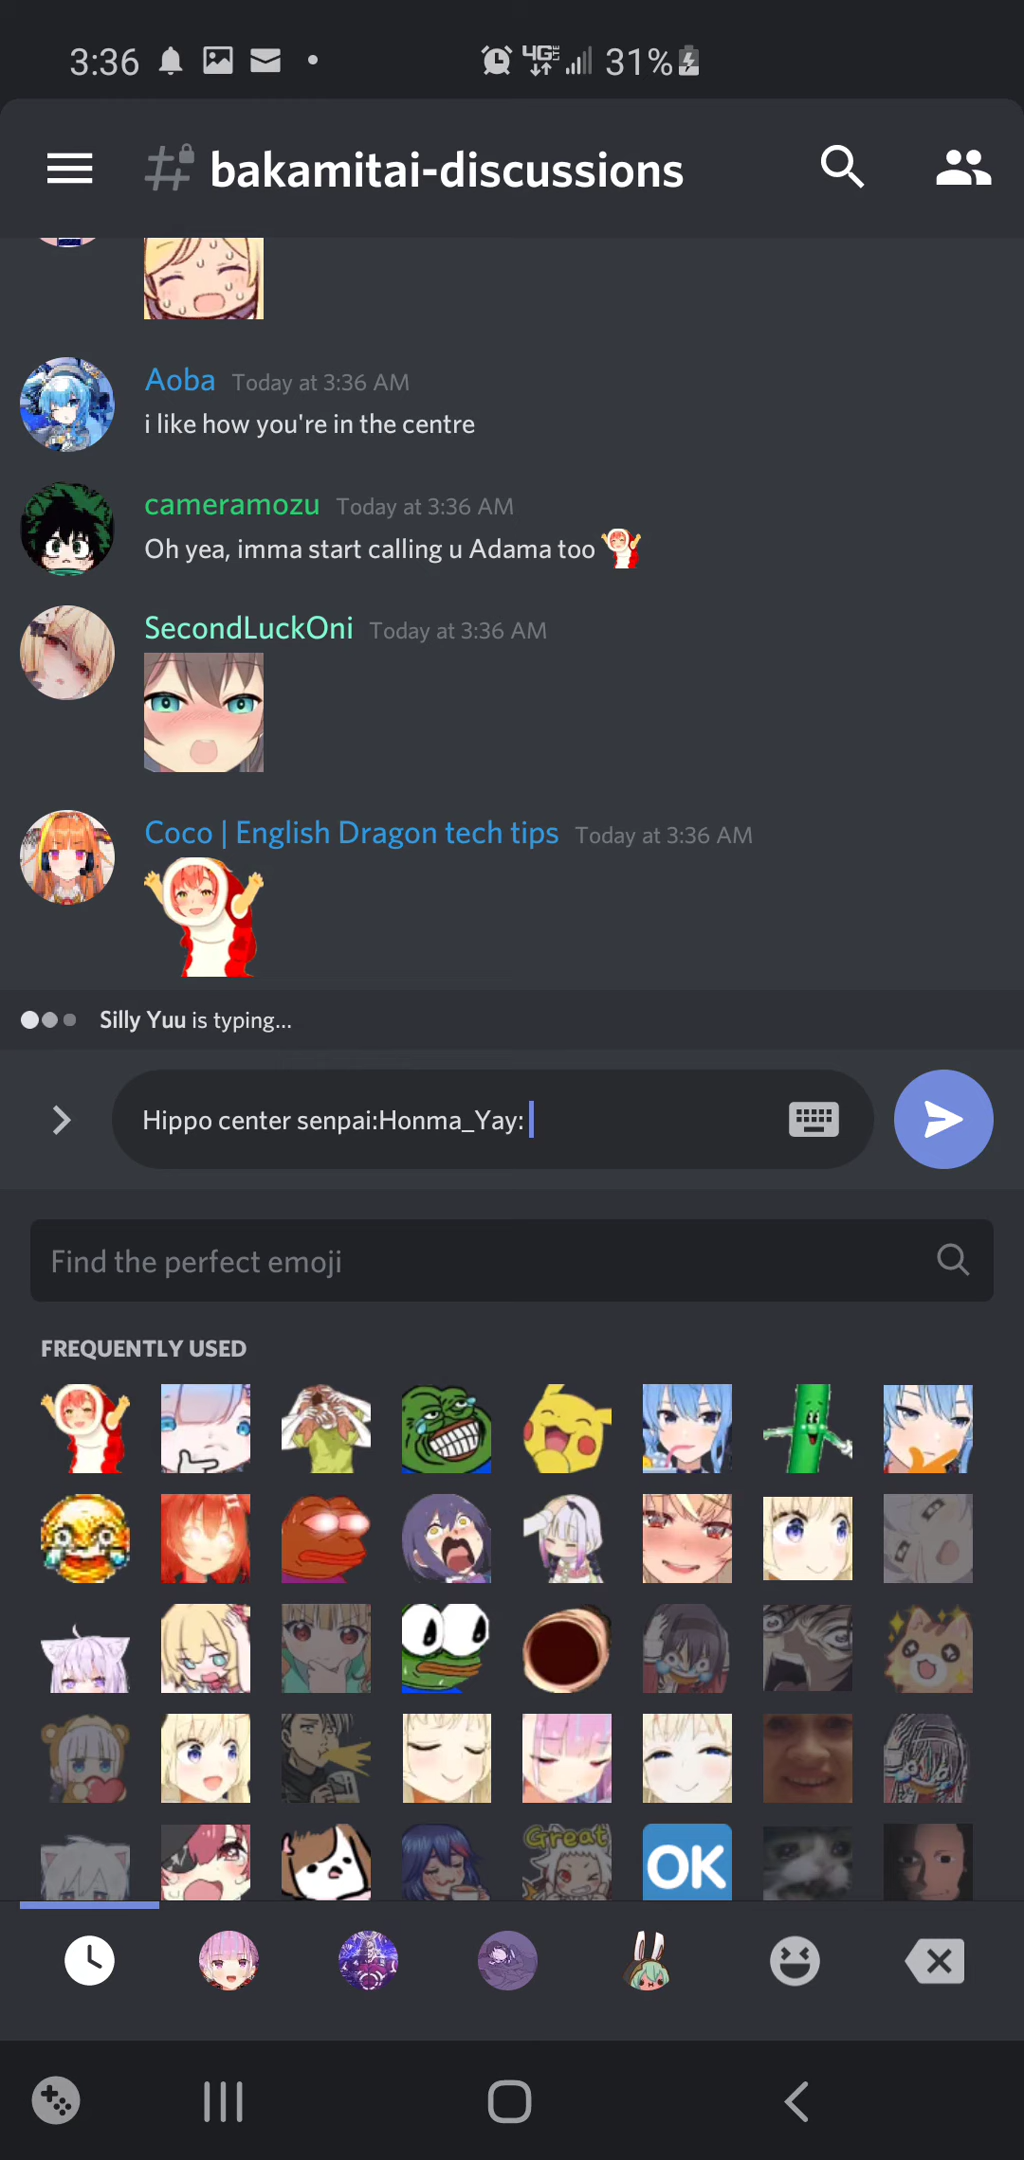 3:36 4G LTE 31%
bakamitai-discussions
Aoba Today at 3:36 AM
i like how you're in the centre
cameramozu Today at 3:36 AM
Oh yea, imma start calling u Adama too
SecondLuckOni Today at 3:36 AM
Coco | English Dragon tech tips Today at 3:36 AM
Silly Yuu is typing...
Hippo center senpai:Honma_Yay:
Find the perfect emoji
FREQUENTLY USED
Great
OK